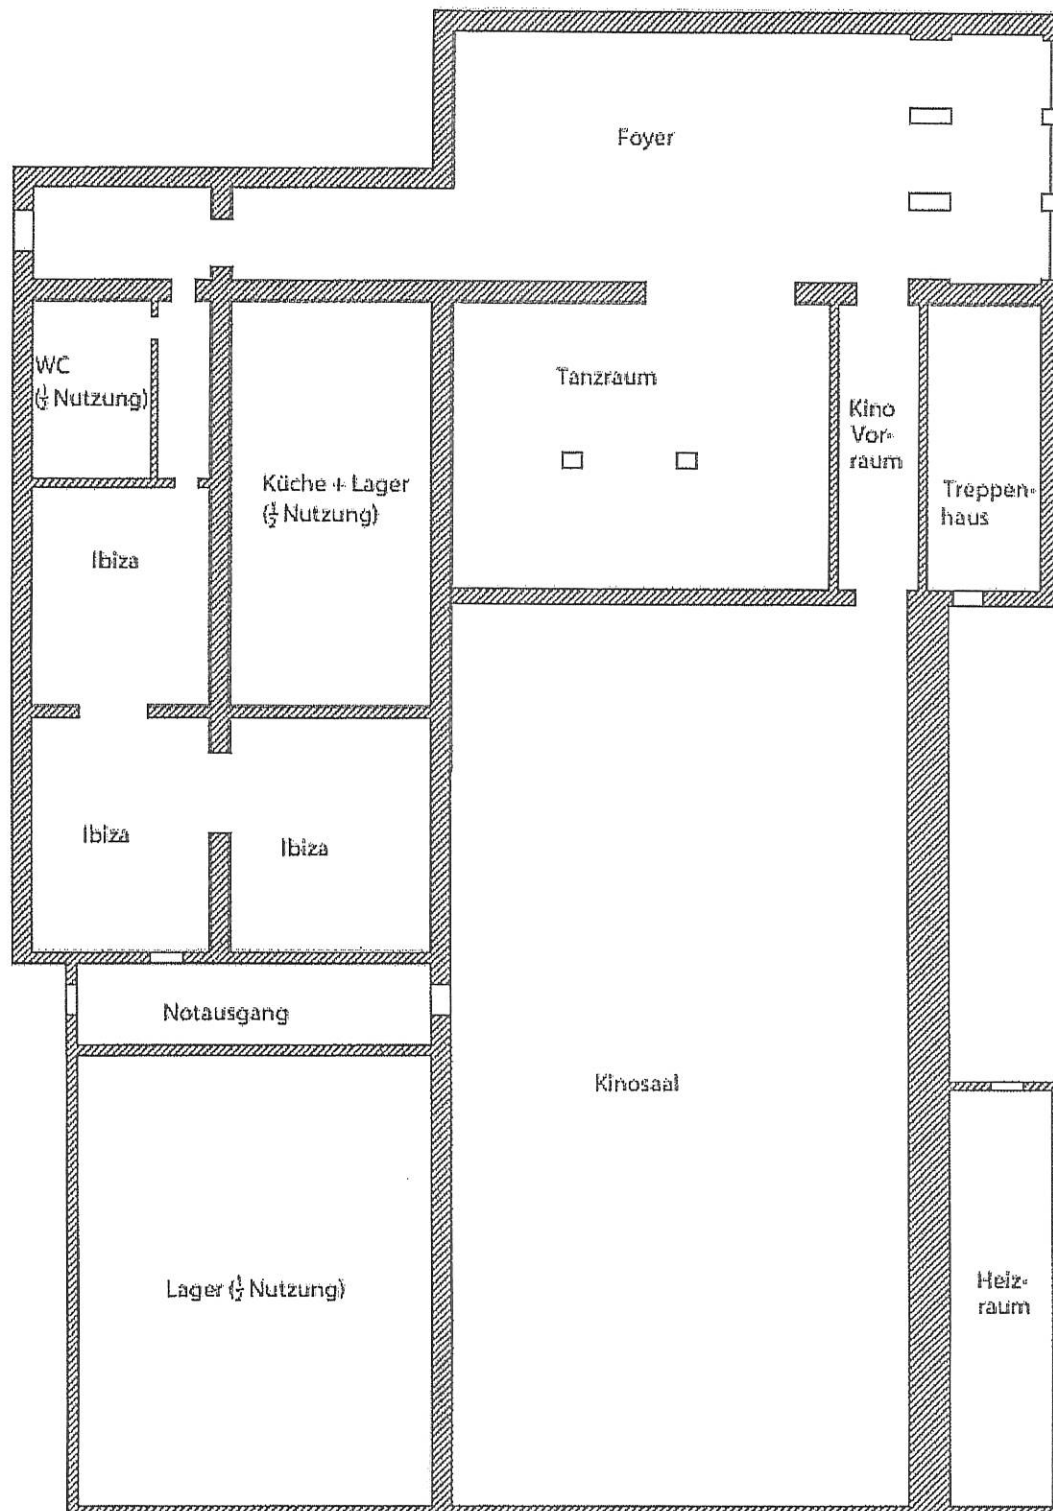 Foyer
WC
(½ Nutzung)
Tanzraum
Kino
Vor-
raum
Küche + Lager
(½ Nutzung)
Treppen-
haus
Ibiza
Ibiza
Ibiza
Notausgang
Kinosaal
Lager (½ Nutzung)
Heiz-
raum